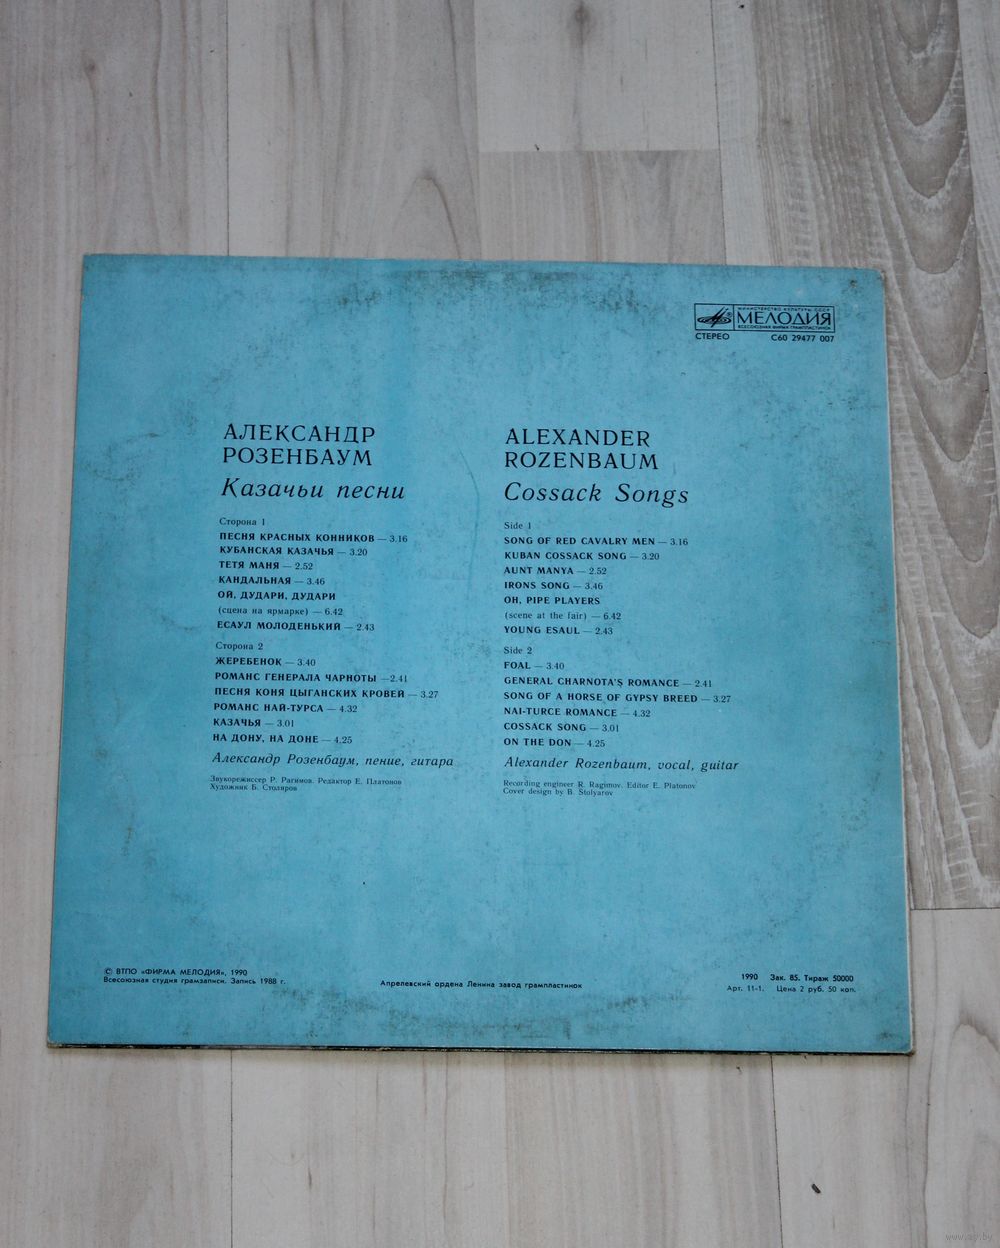 МИНИСТЕРСТВО КУЛЬТУРЫ СССР
МЕЛОДИЯ
ВСЕСОЮЗНАЯ ФИРМА ГРАМПЛАСТИНОК
СТЕРЕО С60 29477 007
АЛЕКСАНДР
РОЗЕНБАУМ
Казачьи песни
Сторона 1
ПЕСНЯ КРАСНЫХ КОННИКОВ — 3.16
КУБАНСКАЯ КАЗАЧЬЯ — 3.20
ТЕТЯ МАНЯ — 2.52
КАНДАЛЬНАЯ — 3.46
ОЙ, ДУДАРИ, ДУДАРИ
(сцена на ярмарке) — 6.42
ЕСАУЛ МОЛОДЕНЬКИЙ — 2.43
Сторона 2
ЖЕРЕБЕНОК — 3.40
РОМАНС ГЕНЕРАЛА ЧАРНОТЫ —2.41
ПЕСНЯ КОНЯ ЦЫГАНСКИХ КРОВЕЙ — 3.27
РОМАНС НАЙ-ТУРСА — 4.32
КАЗАЧЬЯ — 3.01
НА ДОНУ, НА ДОНЕ — 4.25
Александр Розенбаум, пение, гитара
Звукорежиссер Р. Рагимов. Редактор Е. Платонов
Художник Б. Столяров
ALEXANDER
ROZENBAUM
Cossack Songs
Side 1
SONG OF RED CAVALRY MEN — 3.16
KUBAN COSSACK SONG — 3.20
AUNT MANYA — 2.52
IRONS SONG — 3.46
OH, PIPE PLAYERS
(scene at the fair) — 6.42
YOUNG ESAUL — 2.43
Side 2
FOAL — 3.40
GENERAL CHARNOTA'S ROMANCE — 2.41
SONG OF A HORSE OF GYPSY BREED — 3.27
NAI-TURCE ROMANCE — 4.32
COSSACK SONG — 3.01
ON THE DON — 4.25
Alexander Rozenbaum, vocal, guitar
Recording engineer R. Ragimov. Editor E. Platonov
Cover design by B. Stolyarov
© ВТПО «ФИРМА МЕЛОДИЯ», 1990
Всесоюзная студия грамзаписи. Запись 1988 г.
Апрелевский ордена Ленина завод грампластинок
1990 Зак. 85. Тираж 50000
Арт. 11-1. Цена 2 руб. 50 коп.
www.ay.by